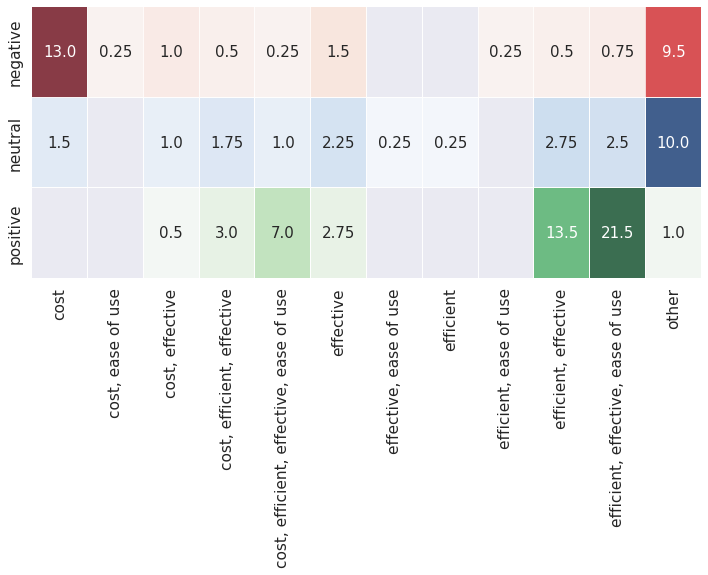 negative 13.0 0.25 1.0 0.5 0.25 1.5 0.25 0.5 0.75 9.5
neutral 1.5 1.0 1.75 1.0 2.25 0.25 0.25 2.75 2.5 10.0
positive 0.5 3.0 7.0 2.75 13.5 21.5 1.0
cost
cost, ease of use
cost, effective
cost, efficient, effective
cost, efficient, effective, ease of use
effective
effective, ease of use
efficient
efficient, ease of use
efficient, effective
efficient, effective, ease of use
other